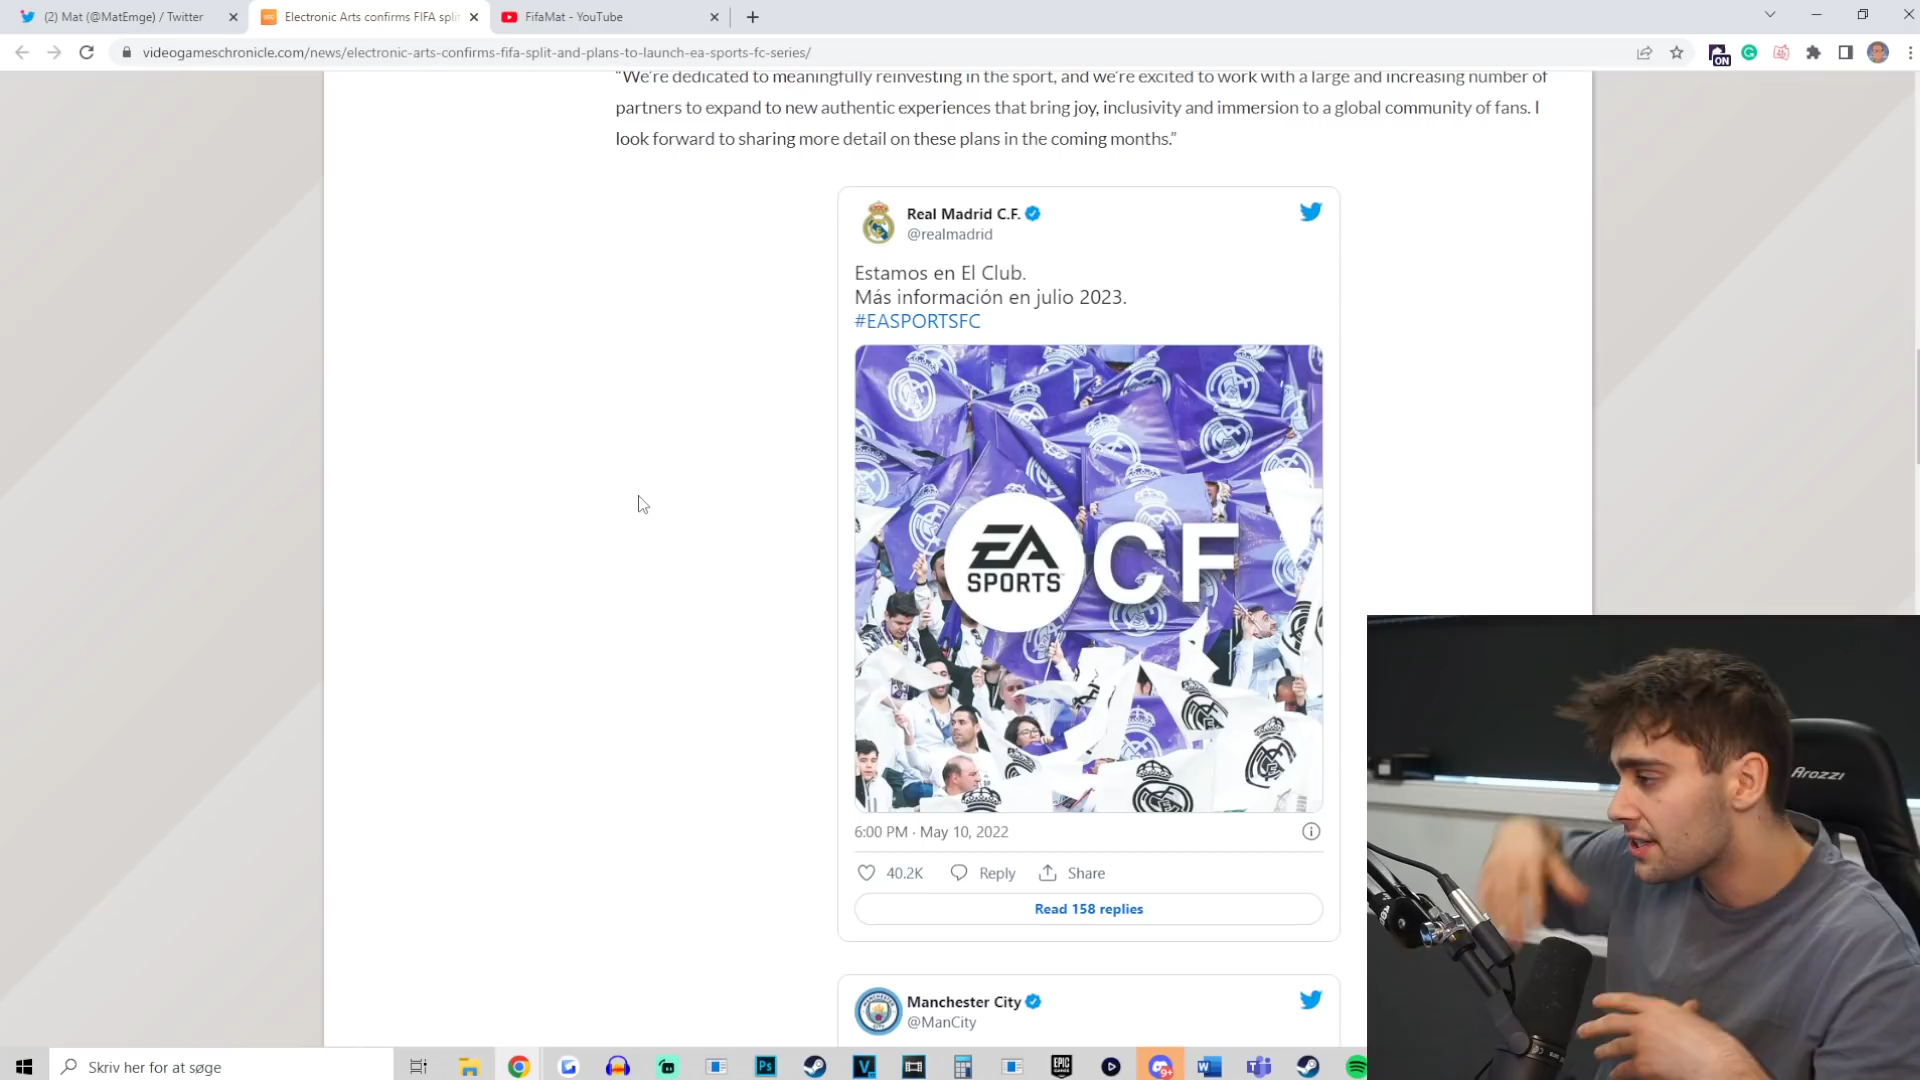 (2) Mat (@MatEmge) / Twitter
Electronic Arts confirms FIFA spli
FifaMat - YouTube
videogameschronicle.com/news/electronic-arts-confirms-fifa-split-and-plans-to-launch-ea-sports-fc-series/
ON
“We’re dedicated to meaningfully reinvesting in the sport, and we’re excited to work with a large and increasing number of
partners to expand to new authentic experiences that bring joy, inclusivity and immersion to a global community of fans. I
look forward to sharing more detail on these plans in the coming months.”
Real Madrid C.F.
@realmadrid
Estamos en El Club.
Más información en julio 2023.
#EASPORTSFC
EA
SPORTS™
CF
6:00 PM · May 10, 2022
40.2K
Reply
Share
Read 158 replies
Manchester City
@ManCity
Arozzi
Skriv her for at søge
Ps
EPIC
GAMES
9+